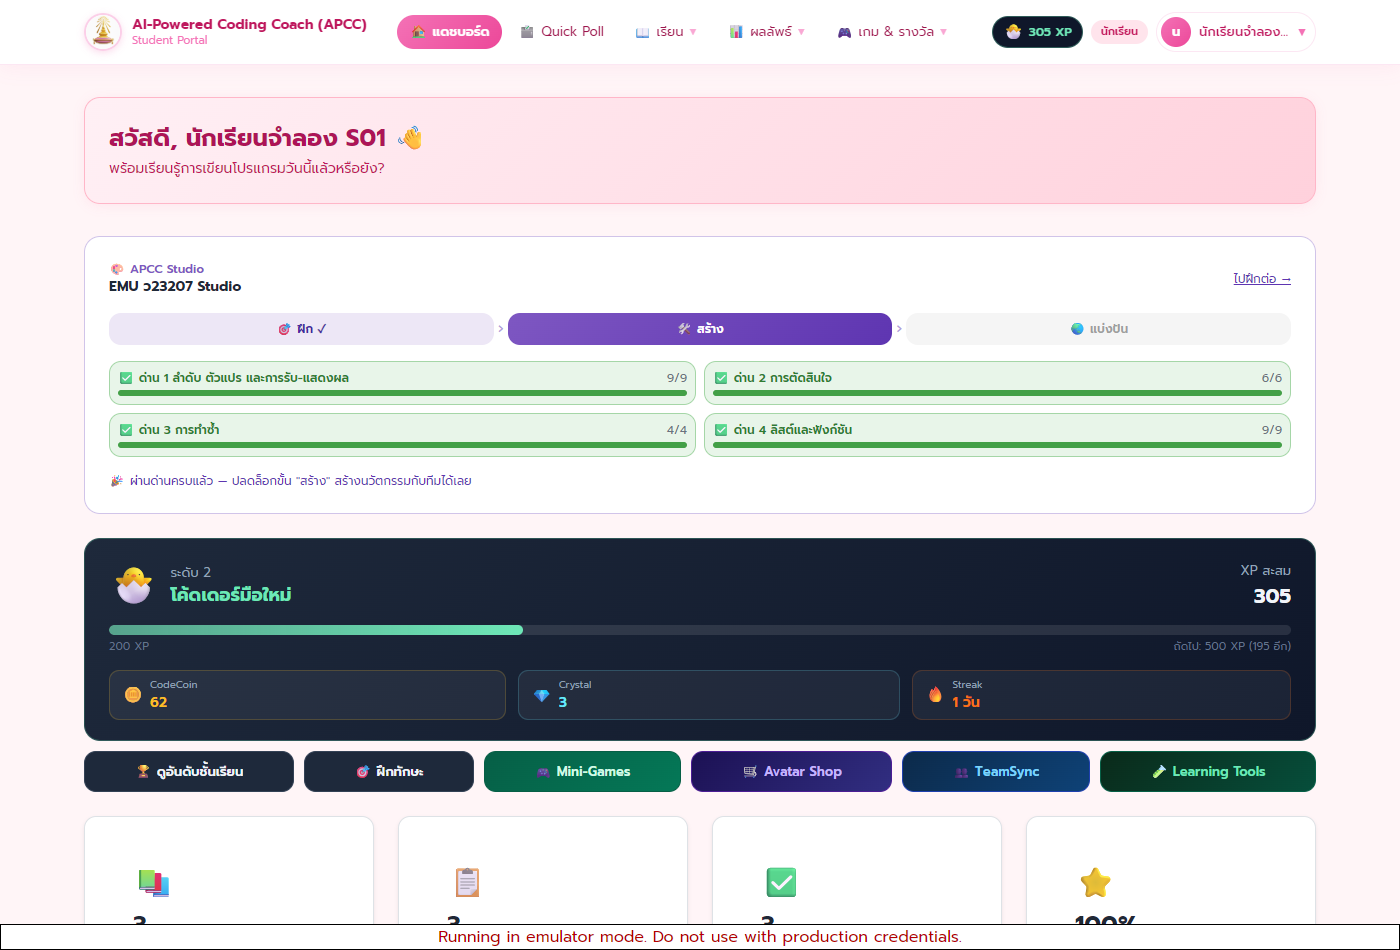 AI-Powered Coding Coach (APCC)
Student Portal
แดชบอร์ด
Quick Poll
เรียน ▼
ผลลัพธ์ ▼
เกม & รางวัล ▼
305 XP
นักเรียน
น
นักเรียนจำลอง... ▼
สวัสดี, นักเรียนจำลอง S01
พร้อมเรียนรู้การเขียนโปรแกรมวันนี้แล้วหรือยัง?
APCC Studio
EMU ว23207 Studio
ไปฝึกต่อ →
ฝึก ✓
›
สร้าง
›
แบ่งปัน
ด่าน 1 ลำดับ ตัวแปร และการรับ-แสดงผล 9/9
ด่าน 2 การตัดสินใจ 6/6
ด่าน 3 การทำซ้ำ 4/4
ด่าน 4 ลิสต์และฟังก์ชัน 9/9
ผ่านด่านครบแล้ว — ปลดล็อกขั้น "สร้าง" สร้างนวัตกรรมกับทีมได้เลย
ระดับ 2
โค้ดเดอร์มือใหม่
XP สะสม
305
200 XP
ถัดไป: 500 XP (195 อีก)
CodeCoin
62
Crystal
3
Streak
1 วัน
ดูอันดับชั้นเรียน
ฝึกทักษะ
Mini-Games
Avatar Shop
TeamSync
Learning Tools
3
3
3
100%
Running in emulator mode. Do not use with production credentials.